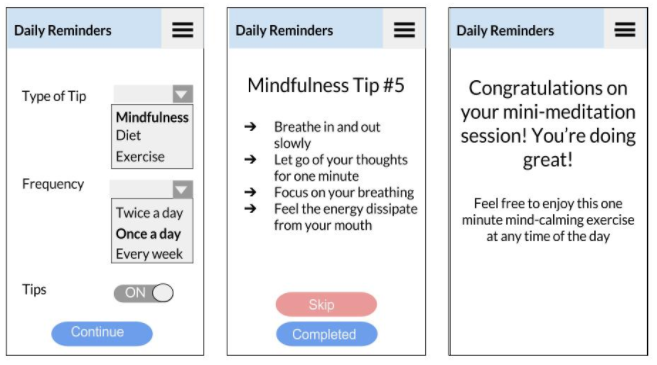 Daily Reminders
Type of Tip
Mindfulness
Diet
Exercise
Frequency
Twice a day
Once a day
Every week
Tips
ON
Continue
Daily Reminders
Mindfulness Tip #5
➔ Breathe in and out
slowly
➔ Let go of your thoughts
for one minute
➔ Focus on your breathing
➔ Feel the energy dissipate
from your mouth
Skip
Completed
Daily Reminders
Congratulations on
your mini-meditation
session! You're doing
great!
Feel free to enjoy this one
minute mind-calming exercise
at any time of the day